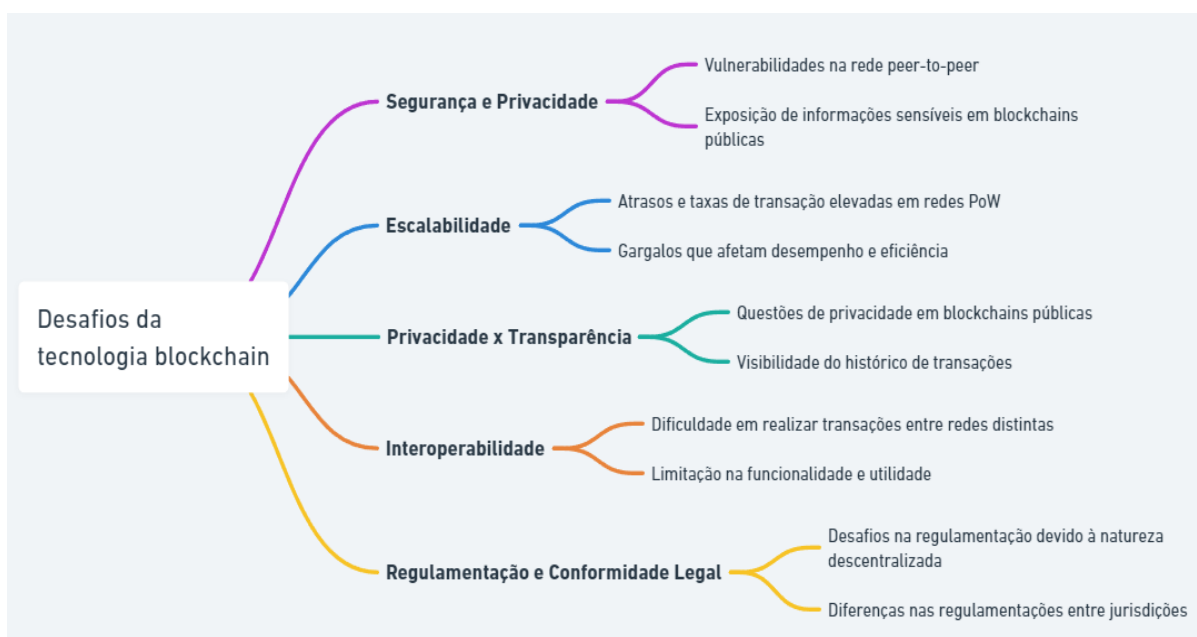 Desafios da
tecnologia blockchain
Segurança e Privacidade
Vulnerabilidades na rede peer-to-peer
Exposição de informações sensíveis em blockchains
públicas
Escalabilidade
Atrasos e taxas de transação elevadas em redes PoW
Gargalos que afetam desempenho e eficiência
Privacidade x Transparência
Questões de privacidade em blockchains públicas
Visibilidade do histórico de transações
Interoperabilidade
Dificuldade em realizar transações entre redes distintas
Limitação na funcionalidade e utilidade
Regulamentação e Conformidade Legal
Desafios na regulamentação devido à natureza
descentralizada
Diferenças nas regulamentações entre jurisdições